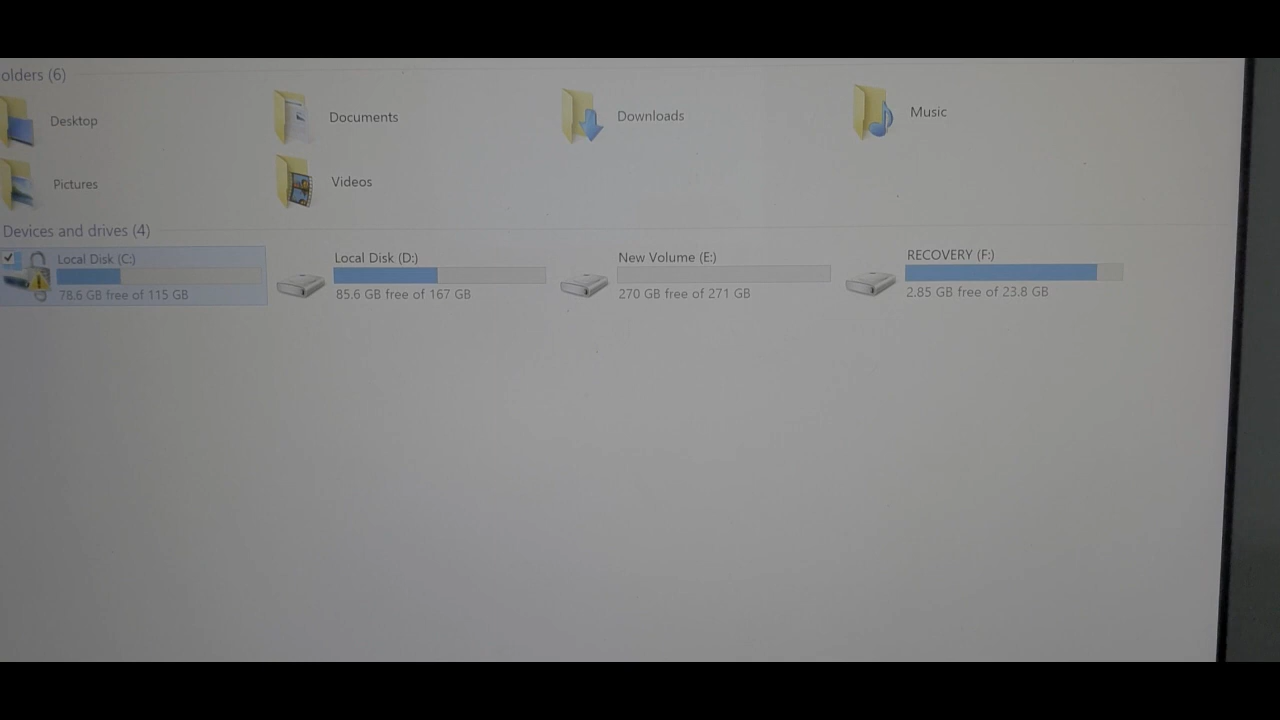 olders (6)
Desktop
Documents
Downloads
Music
Pictures
Videos
Devices and drives (4)
Local Disk (C:)
78.6 GB free of 115 GB
Local Disk (D:)
85.6 GB free of 167 GB
New Volume (E:)
270 GB free of 271 GB
RECOVERY (F:)
2.85 GB free of 23.8 GB